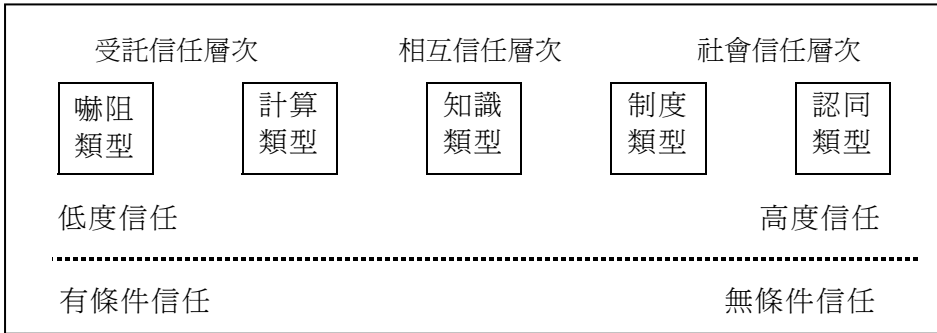 受託信任層次 相互信任層次 社會信任層次
嚇阻類型 計算類型 知識類型 制度類型 認同類型
低度信任 高度信任
有條件信任 無條件信任